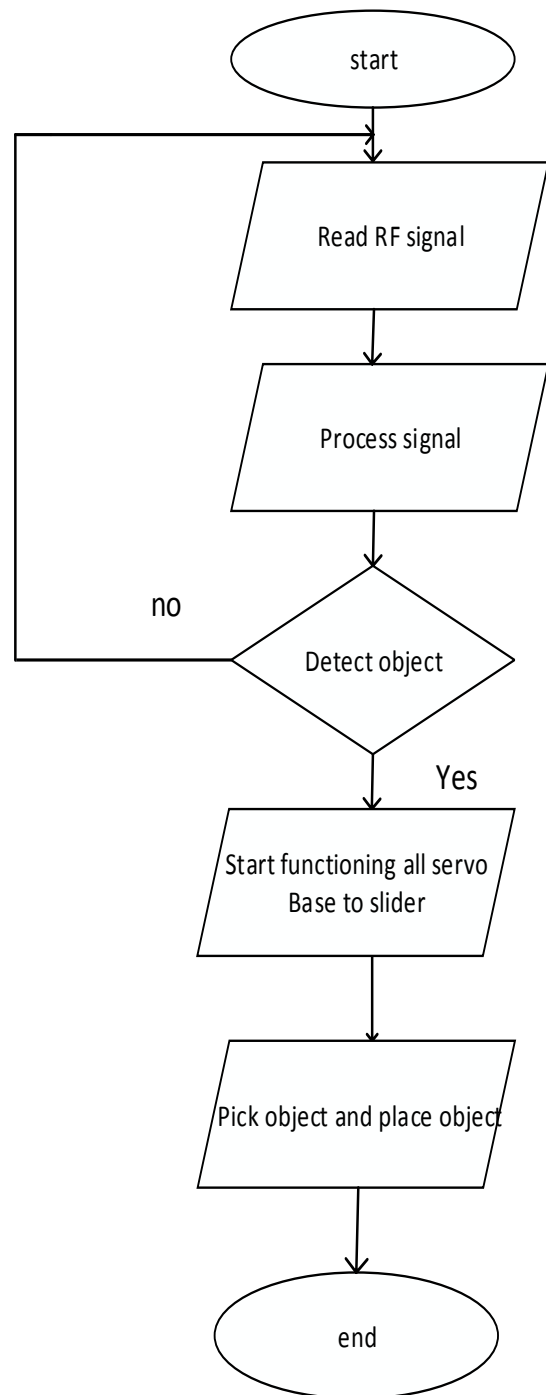 start
Read RF signal
Process signal
no
Detect object
Yes
Start functioning all servo
Base to slider
Pick object and place object
end